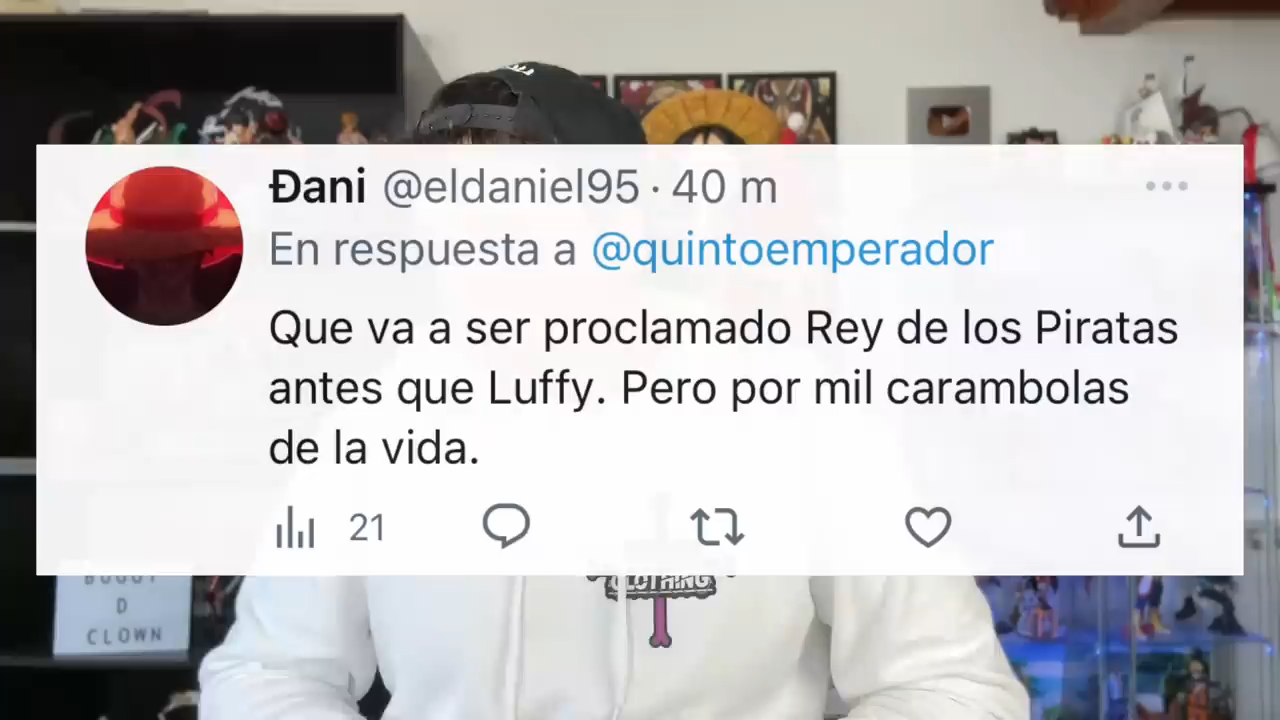 Đani @eldaniel95 · 40 m
En respuesta a @quintoemperador
Que va a ser proclamado Rey de los Piratas
antes que Luffy. Pero por mil carambolas
de la vida.
21
CLOTHING
BUGGY
D
CLOWN